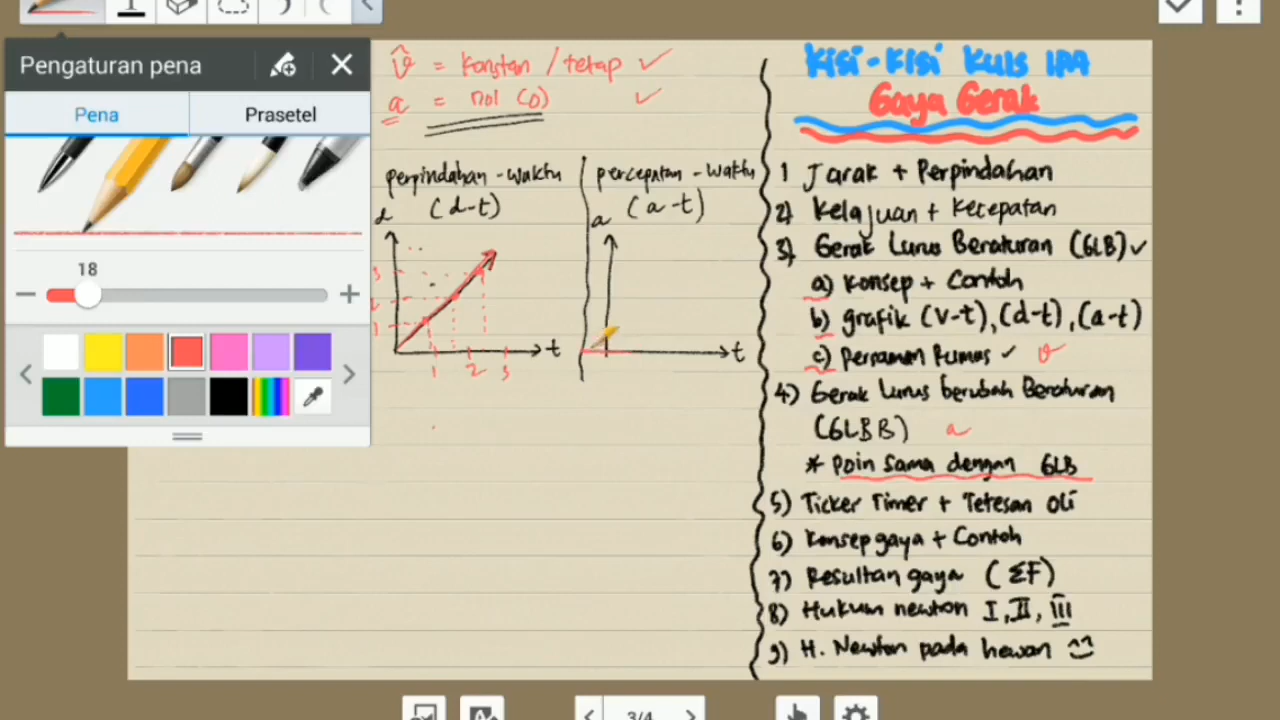 Pengaturan pena
Pena
Prasetel
18
v̂ = konstan / tetap ✓
a = nol (0) ✓
perpindahan - waktu
(d-t)
d
3
2
1
t
1 2 3
percepatan - waktu
(a-t)
a
t
Kisi-Kisi Kuis IPA
Gaya Gerak
1 Jarak + Perpindahan
2) Kelajuan + Kecepatan
3) Gerak Lurus Beraturan (GLB) ✓
a) Konsep + Contoh
b) grafik (v-t), (d-t), (a-t)
c) Persamaan Rumus ✓ v
4) Gerak Lurus berubah Beraturan
(GLBB) a
* Poin sama dengan GLB
5) Ticker Timer + Tetesan Oli
6) Konsep gaya + Contoh
7) Resultan gaya (ΣF)
8) Hukum newton I, II, III
9) H. Newton pada hewan ^^
3/4